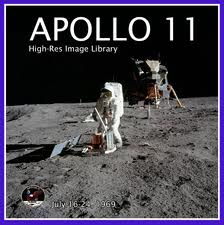 APOLLO 11
High-Res Image Library
July 16-24, 1969